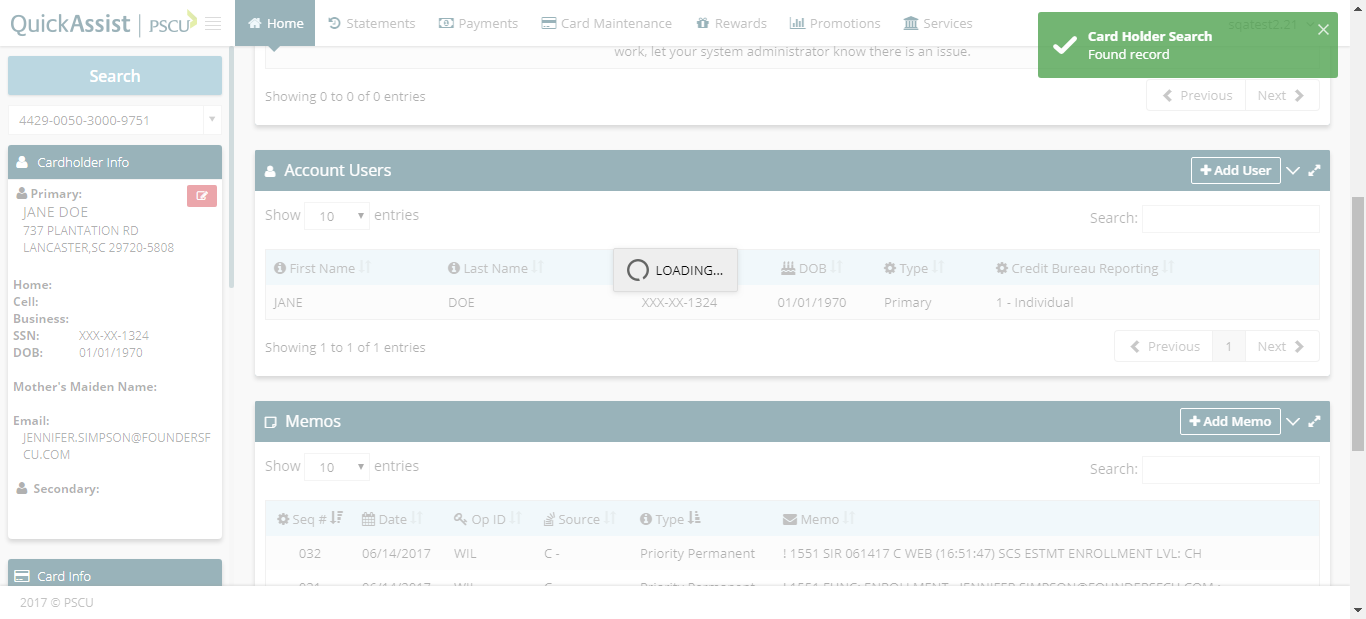 QuickAssist | PSCU
Home
Statements
Payments
Card Maintenance
Rewards
Promotions
Services
sqatest2.21
Card Holder Search
Found record
Search
4429-0050-3000-9751
Cardholder Info
Primary:
JANE DOE
737 PLANTATION RD
LANCASTER,SC 29720-5808
Home:
Cell:
Business:
SSN: XXX-XX-1324
DOB: 01/01/1970
Mother's Maiden Name:
Email:
JENNIFER.SIMPSON@FOUNDERSF
CU.COM
Secondary:
Card Info
work, let your system administrator know there is an issue.
Showing 0 to 0 of 0 entries
Previous Next
Account Users
Add User
Show 10 entries
Search:
First Name Last Name DOB Type Credit Bureau Reporting
LOADING...
JANE DOE XXX-XX-1324 01/01/1970 Primary 1 - Individual
Showing 1 to 1 of 1 entries
Previous 1 Next
Memos
Add Memo
Show 10 entries
Search:
Seq # Date Op ID Source Type Memo
032 06/14/2017 WIL C - Priority Permanent ! 1551 SIR 061417 C WEB (16:51:47) SCS ESTMT ENROLLMENT LVL: CH
2017 © PSCU